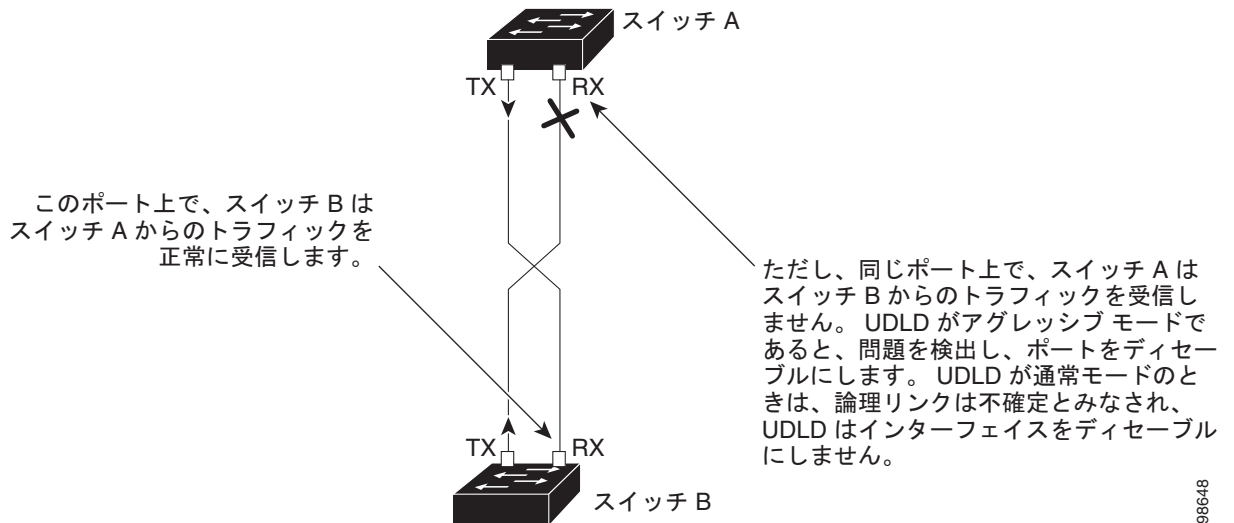 スイッチ A
TX
RX
このポート上で、スイッチ B は
スイッチ A からのトラフィックを
正常に受信します。
ただし、同じポート上で、スイッチ A は
スイッチ B からのトラフィックを受信し
ません。 UDLD がアグレッシブ モードで
あると、問題を検出し、ポートをディセー
ブルにします。 UDLD が通常モードのと
きは、論理リンクは不確定とみなされ、
UDLD はインターフェイスをディセーブル
にしません。
TX
RX
スイッチ B
98648